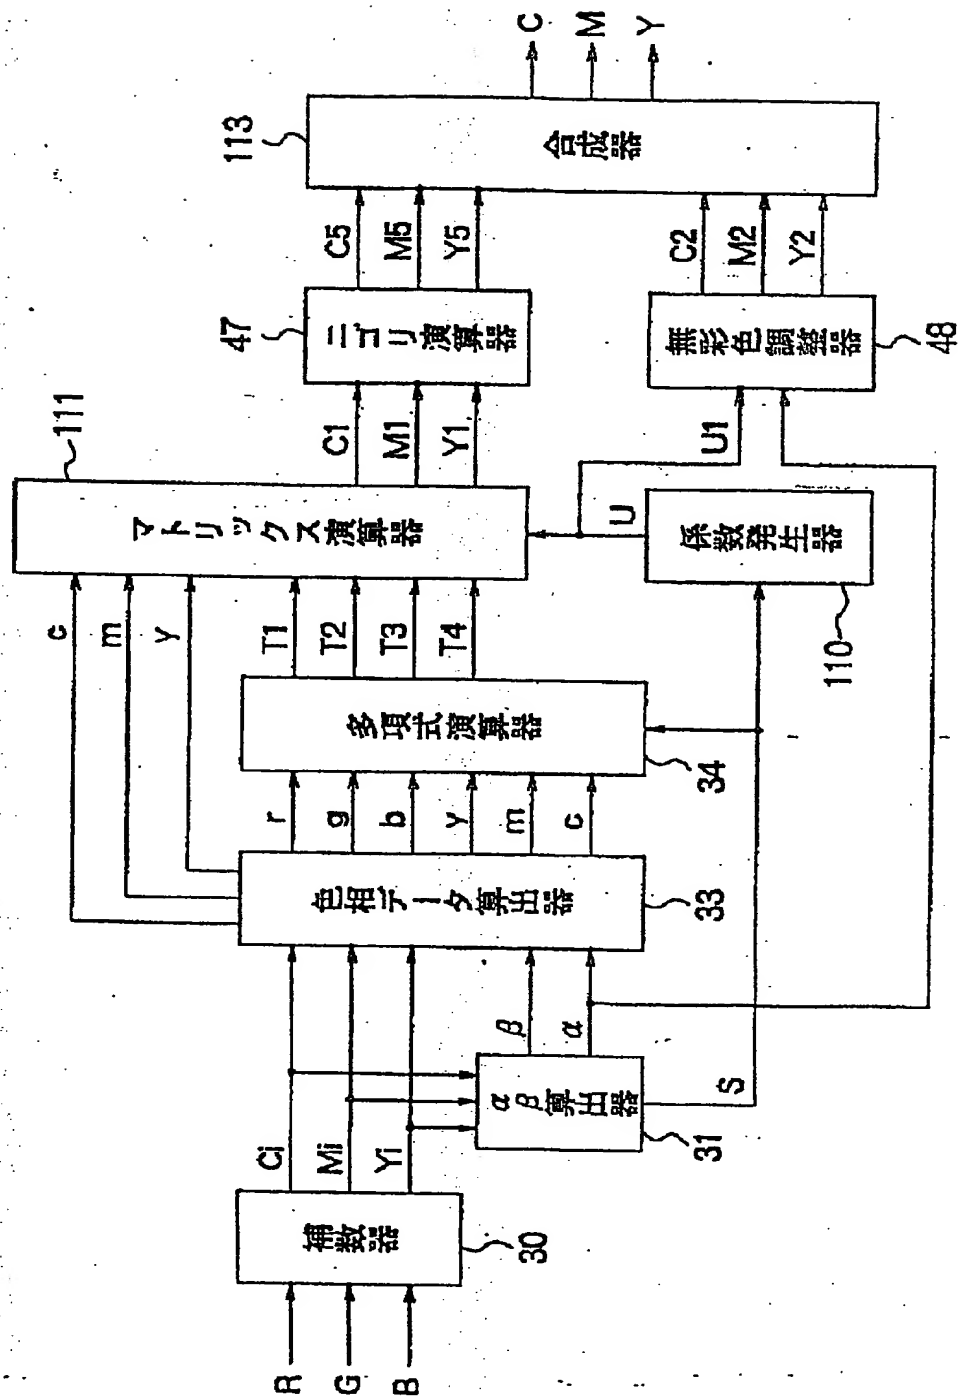 R
G
B
補数器
30
Ci
Mi
Yi
αβ算出器
31
β
α
S
色相データ算出器
33
r
g
b
y
m
c
c
m
y
多項式演算器
34
T1
T2
T3
T4
マトリックス演算器
111
係数発生器
110
U
U1
C1
M1
Y1
ニゴリ演算器
47
無彩色調整器
48
C5
M5
Y5
C2
M2
Y2
合成器
113
C
M
Y